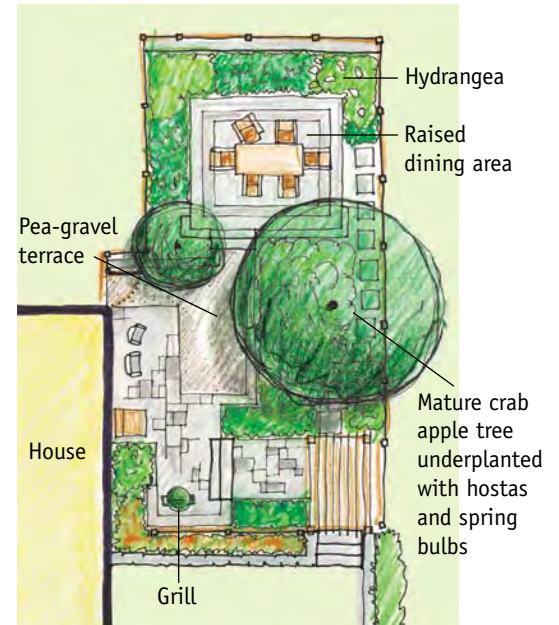 Hydrangea
Raised
dining area
Pea-gravel
terrace
House
Mature crab
apple tree
underplanted
with hostas
and spring
bulbs
Grill